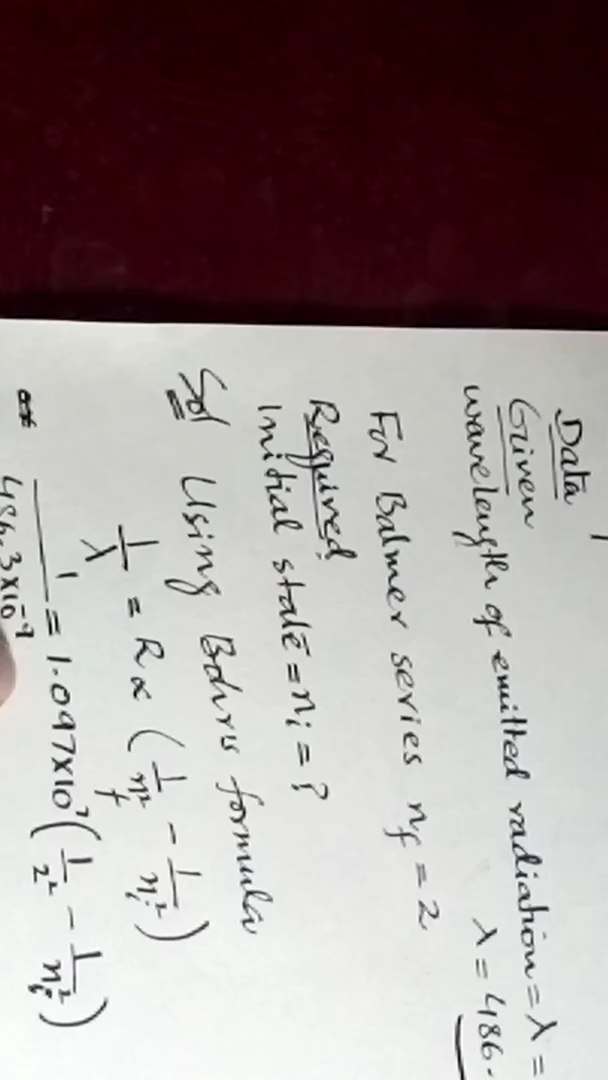 Data
Given
wavelength of emitted radiation = λ =
λ = 486.
For Balmer series n_f = 2
Required
Initial state = n_i = ?
Sol Using Bohrs formula
1/λ = R∝ (1/n_f² - 1/n_i²)
1/486.3×10⁻⁹ = 1.097×10⁷ (1/2² - 1/n_i²)